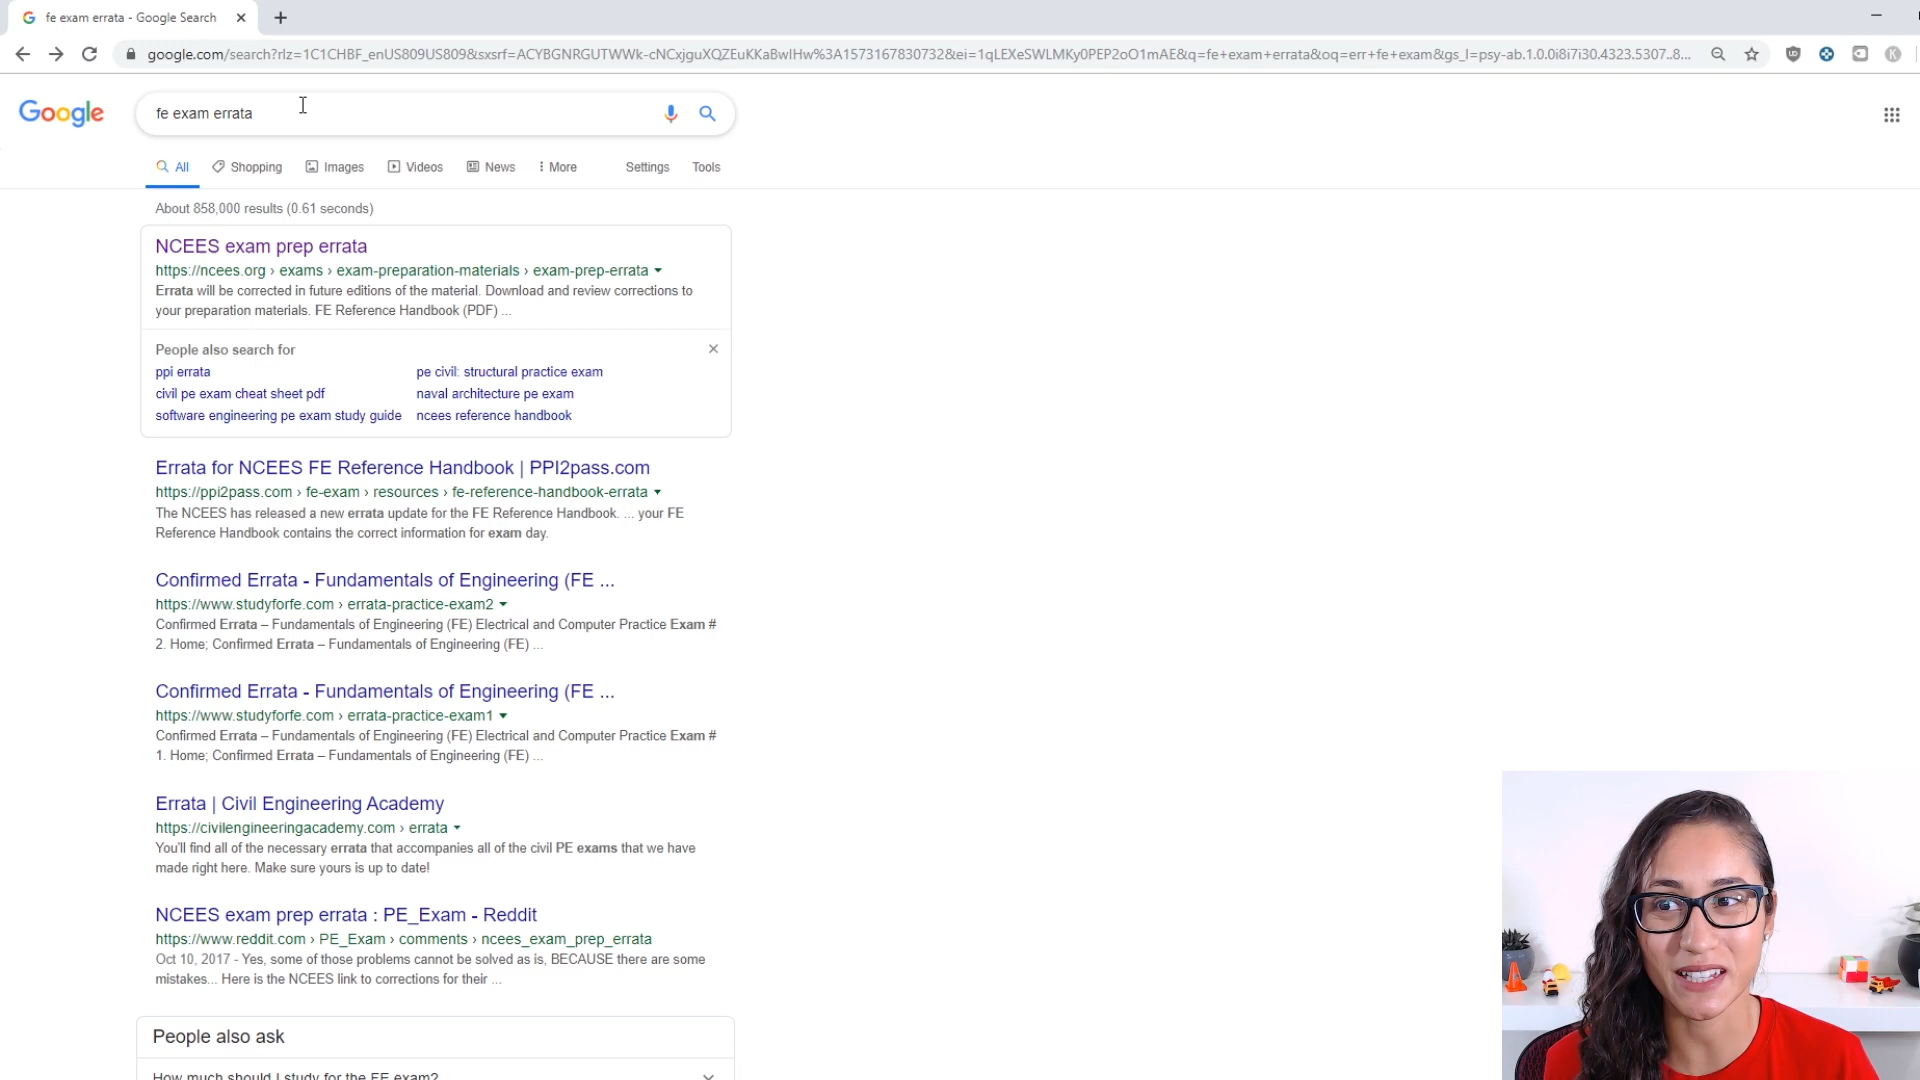 fe exam errata - Google Search
google.com/search?rlz=1C1CHBF_enUS809US809&sxsrf=ACYBGNRGUTWWk-cNCxjguXQZEuKKaBwIHw%3A1573167830732&ei=1qLEXeSWLMKy0PEP2oO1mAE&q=fe+exam+errata&oq=err+fe+exam&gs_l=psy-ab.1.0.0i8i7i30.4323.5307..8...
K
Google
fe exam errata
All Shopping Images Videos News More Settings Tools
About 858,000 results (0.61 seconds)
NCEES exam prep errata
https://ncees.org › exams › exam-preparation-materials › exam-prep-errata
Errata will be corrected in future editions of the material. Download and review corrections to
your preparation materials. FE Reference Handbook (PDF) ...
People also search for
ppi errata pe civil: structural practice exam
civil pe exam cheat sheet pdf naval architecture pe exam
software engineering pe exam study guide ncees reference handbook
Errata for NCEES FE Reference Handbook | PPI2pass.com
https://ppi2pass.com › fe-exam › resources › fe-reference-handbook-errata
The NCEES has released a new errata update for the FE Reference Handbook. ... your FE
Reference Handbook contains the correct information for exam day.
Confirmed Errata - Fundamentals of Engineering (FE ...
https://www.studyforfe.com › errata-practice-exam2
Confirmed Errata – Fundamentals of Engineering (FE) Electrical and Computer Practice Exam #
2. Home; Confirmed Errata – Fundamentals of Engineering (FE) ...
Confirmed Errata - Fundamentals of Engineering (FE ...
https://www.studyforfe.com › errata-practice-exam1
Confirmed Errata – Fundamentals of Engineering (FE) Electrical and Computer Practice Exam #
1. Home; Confirmed Errata – Fundamentals of Engineering (FE) ...
Errata | Civil Engineering Academy
https://civilengineeringacademy.com › errata
You'll find all of the necessary errata that accompanies all of the civil PE exams that we have
made right here. Make sure yours is up to date!
NCEES exam prep errata : PE_Exam - Reddit
https://www.reddit.com › PE_Exam › comments › ncees_exam_prep_errata
Oct 10, 2017 - Yes, some of those problems cannot be solved as is, BECAUSE there are some
mistakes... Here is the NCEES link to corrections for their ...
People also ask
How much should I study for the FE exam?